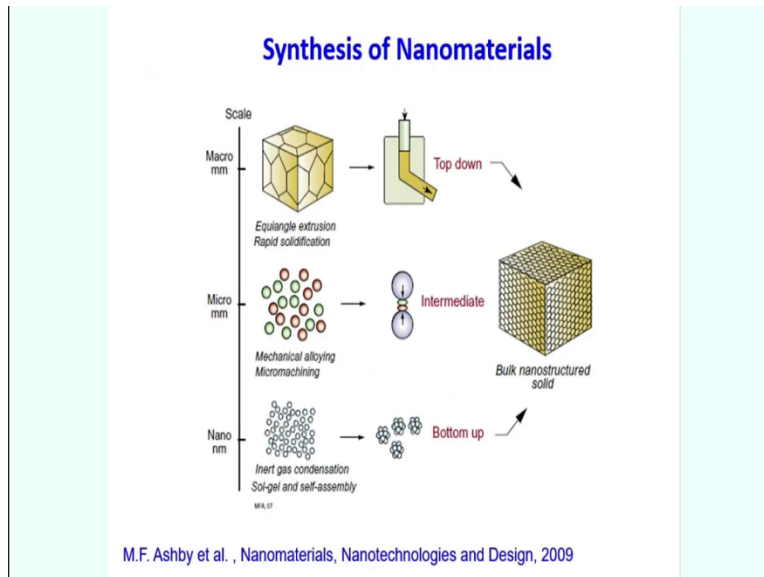 Synthesis of Nanomaterials
Scale
Macro
mm
Top down
Equiangle extrusion
Rapid solidification
Micro
mm
Intermediate
Mechanical alloying
Micromachining
Bulk nanostructured
solid
Nano
nm
Bottom up
Inert gas condensation
Sol-gel and self-assembly
MFA, 07
M.F. Ashby et al. , Nanomaterials, Nanotechnologies and Design, 2009